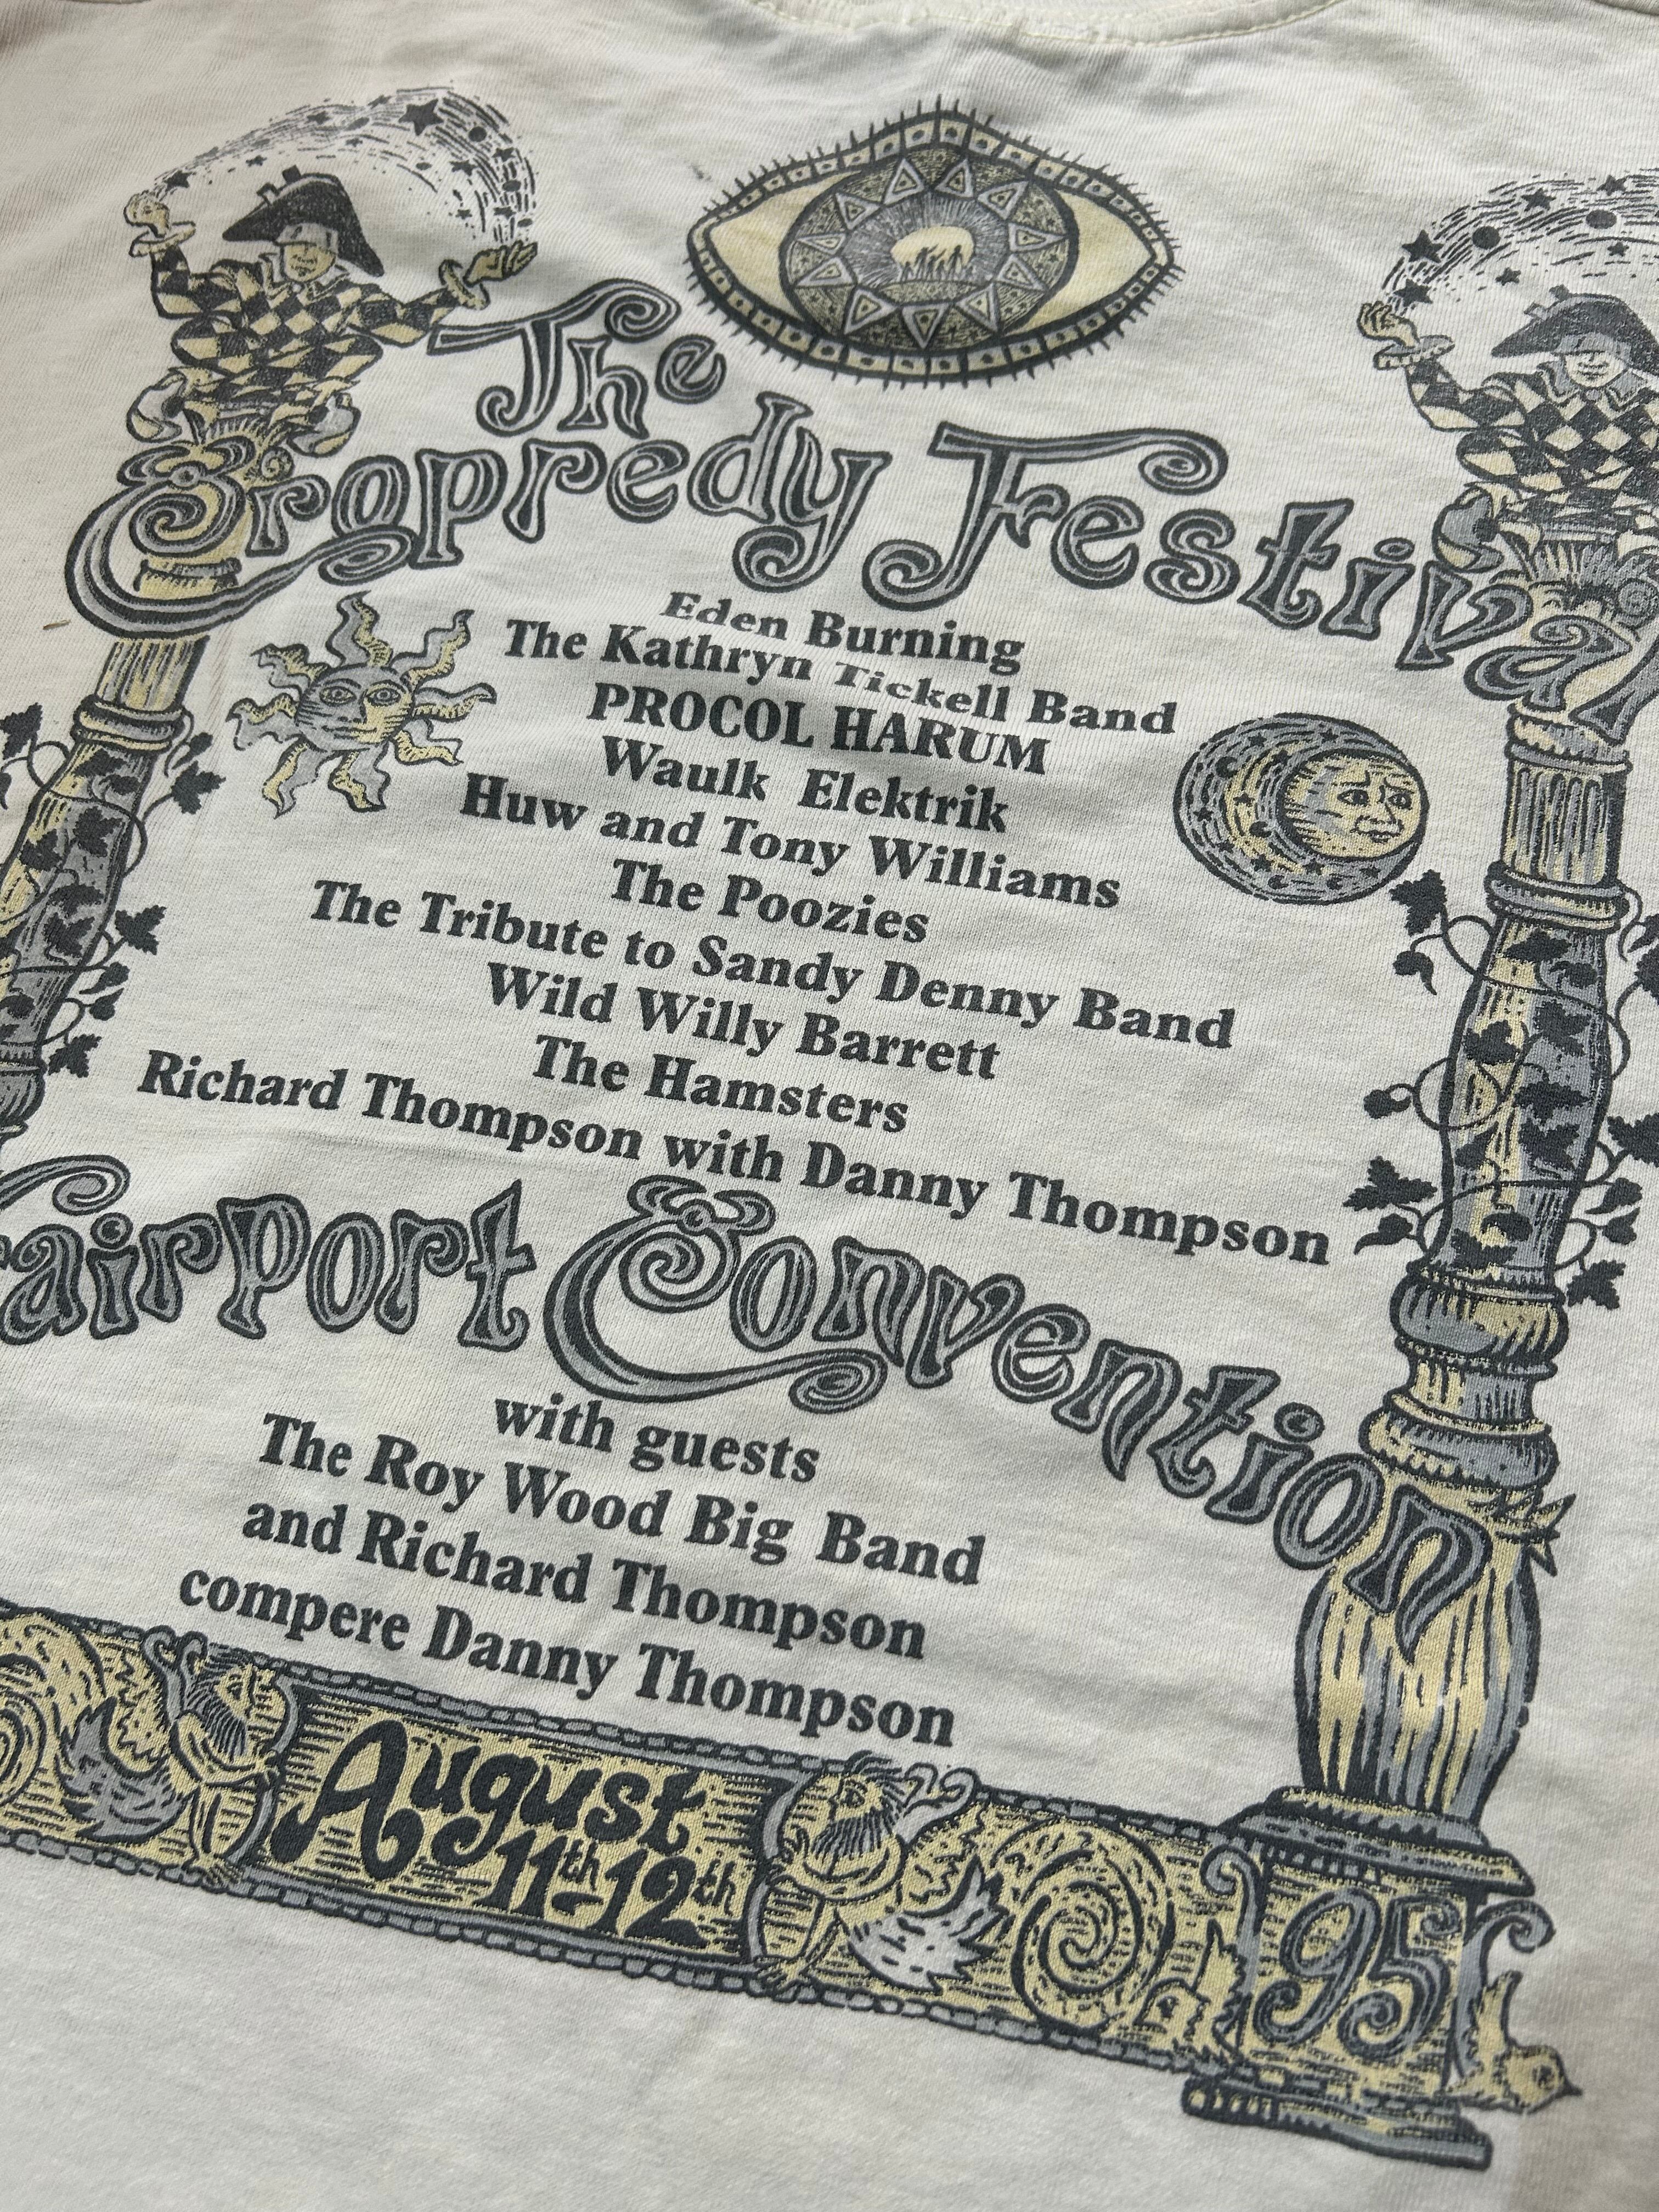 The
Cropredy Festival
Eden Burning
The Kathryn Tickell Band
PROCOL HARUM
Waulk Elektrik
Huw and Tony Williams
The Poozies
The Tribute to Sandy Denny Band
Wild Willy Barrett
The Hamsters
Richard Thompson with Danny Thompson
Fairport Convention
with guests
The Roy Wood Big Band
and Richard Thompson
compere Danny Thompson
August
11th-12th
95